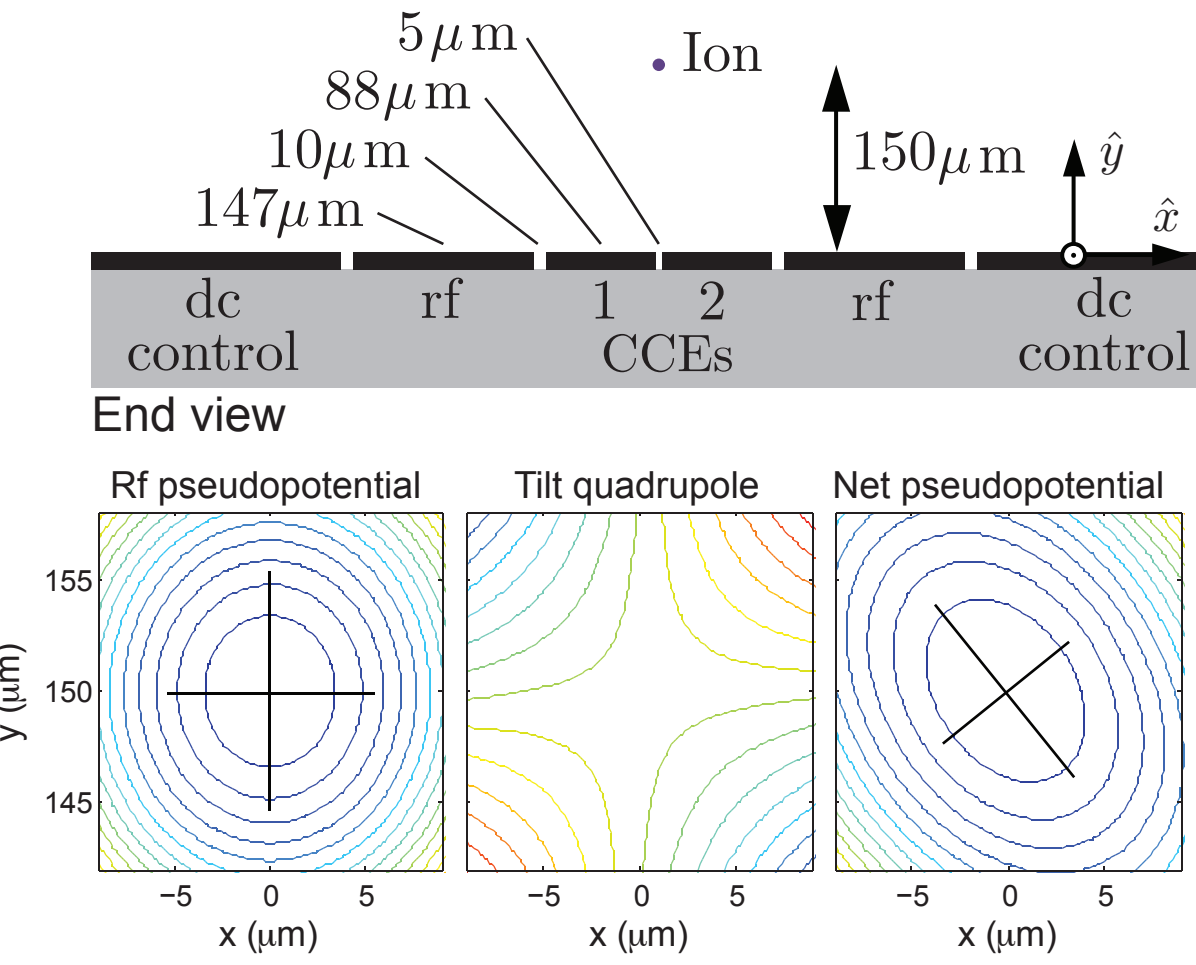 5μm
Ion
88μm
10μm
150μm
ŷ
147μm
x̂
dc
rf
1
2
rf
dc
control
CCEs
control
End view
Rf pseudopotential
Tilt quadrupole
Net pseudopotential
155
150
145
y (μm)
−5
0
5
−5
0
5
−5
0
5
x (μm)
x (μm)
x (μm)